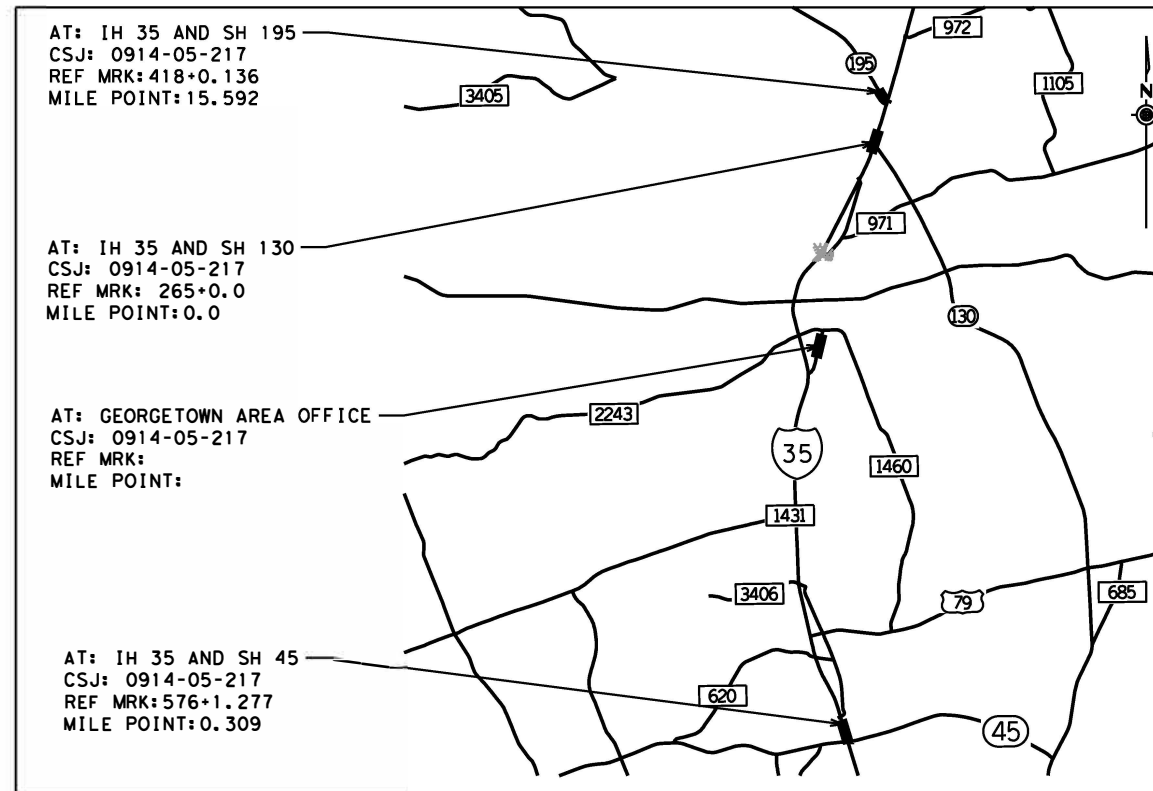 AT: IH 35 AND SH 195
CSJ: 0914-05-217
REF MRK:418+0.136
MILE POINT:15.592
AT: IH 35 AND SH 130
CSJ: 0914-05-217
REF MRK: 265+0.0
MILE POINT:0.0
AT: GEORGETOWN AREA OFFICE
CSJ: 0914-05-217
REF MRK:
MILE POINT:
AT: IH 35 AND SH 45
CSJ: 0914-05-217
REF MRK:576+1.277
MILE POINT:0.309
972
195
3405
1105
N
971
130
2243
35
1460
1431
3406
79
685
620
45